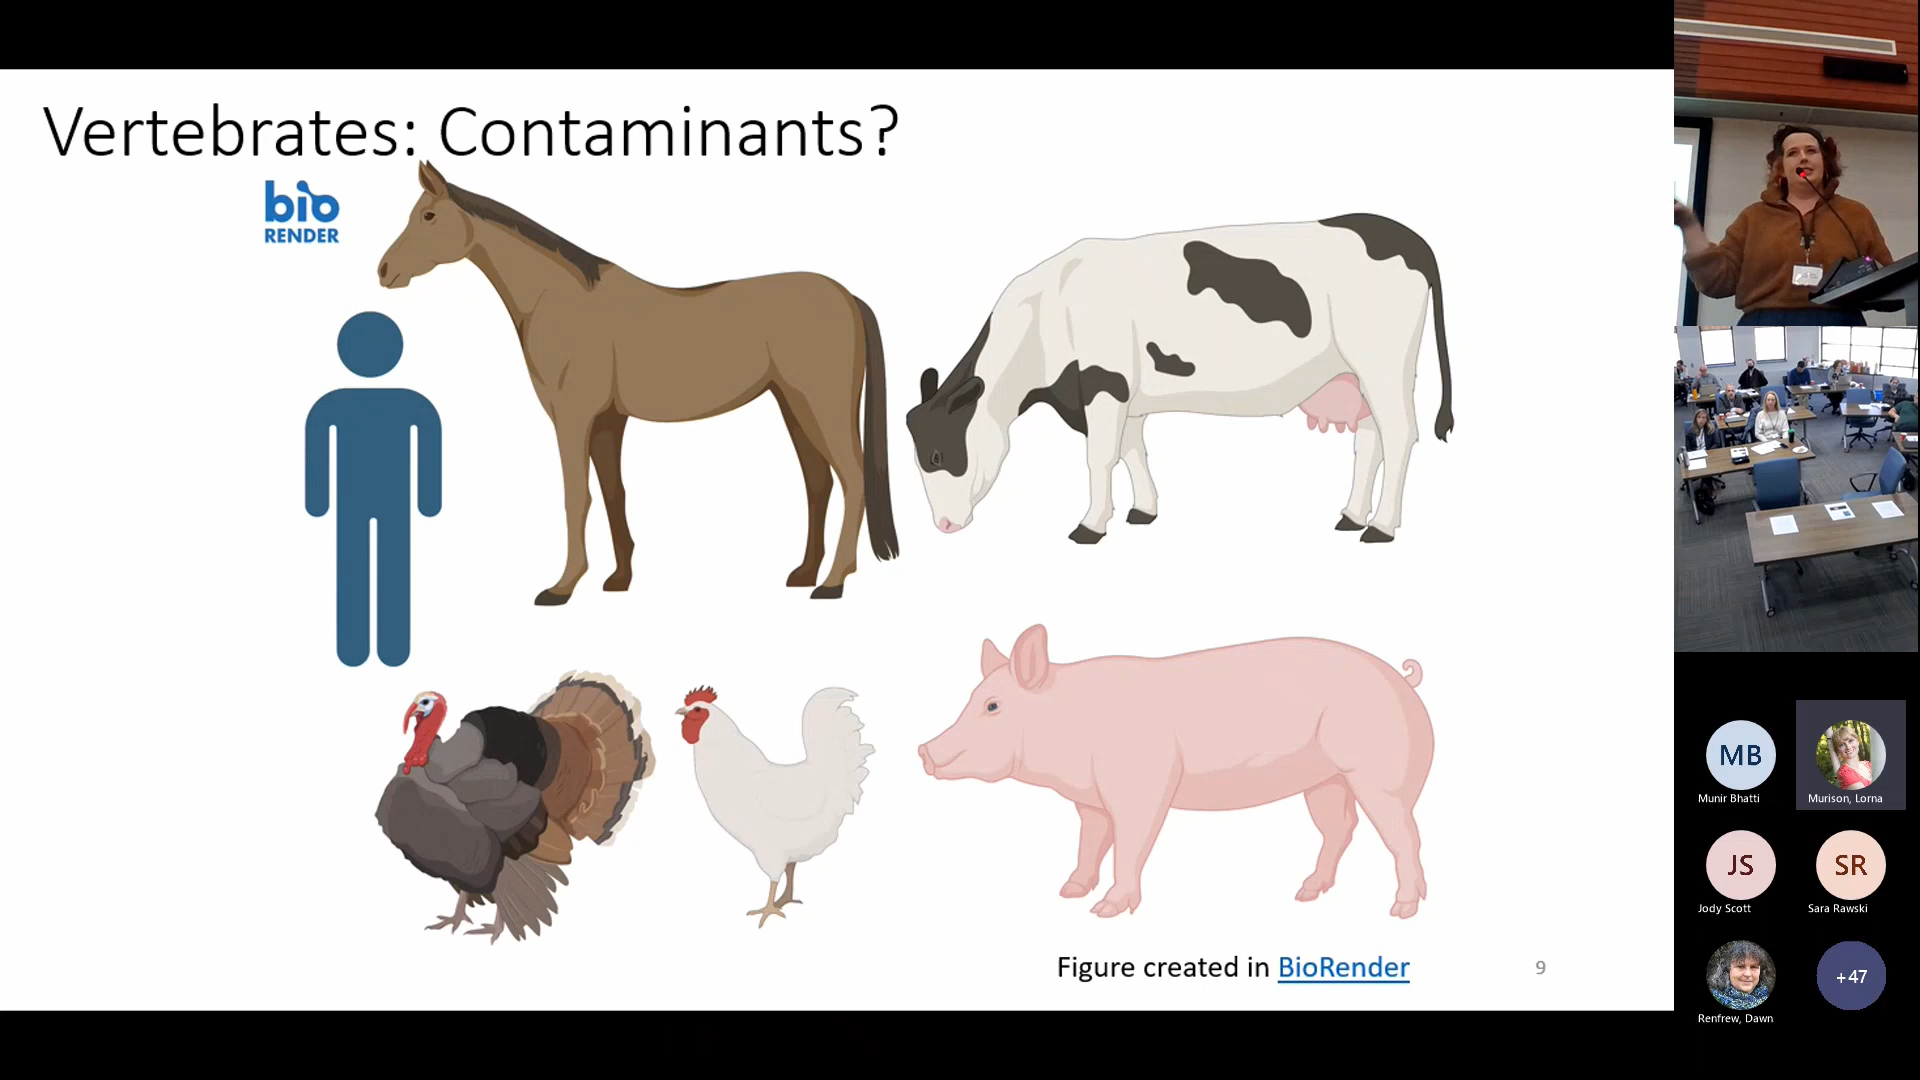 Vertebrates: Contaminants?
bio
RENDER
Figure created in BioRender
9
MB
Munir Bhatti
Murison, Lorna
JS
Jody Scott
SR
Sara Rawski
Renfrew, Dawn
+47